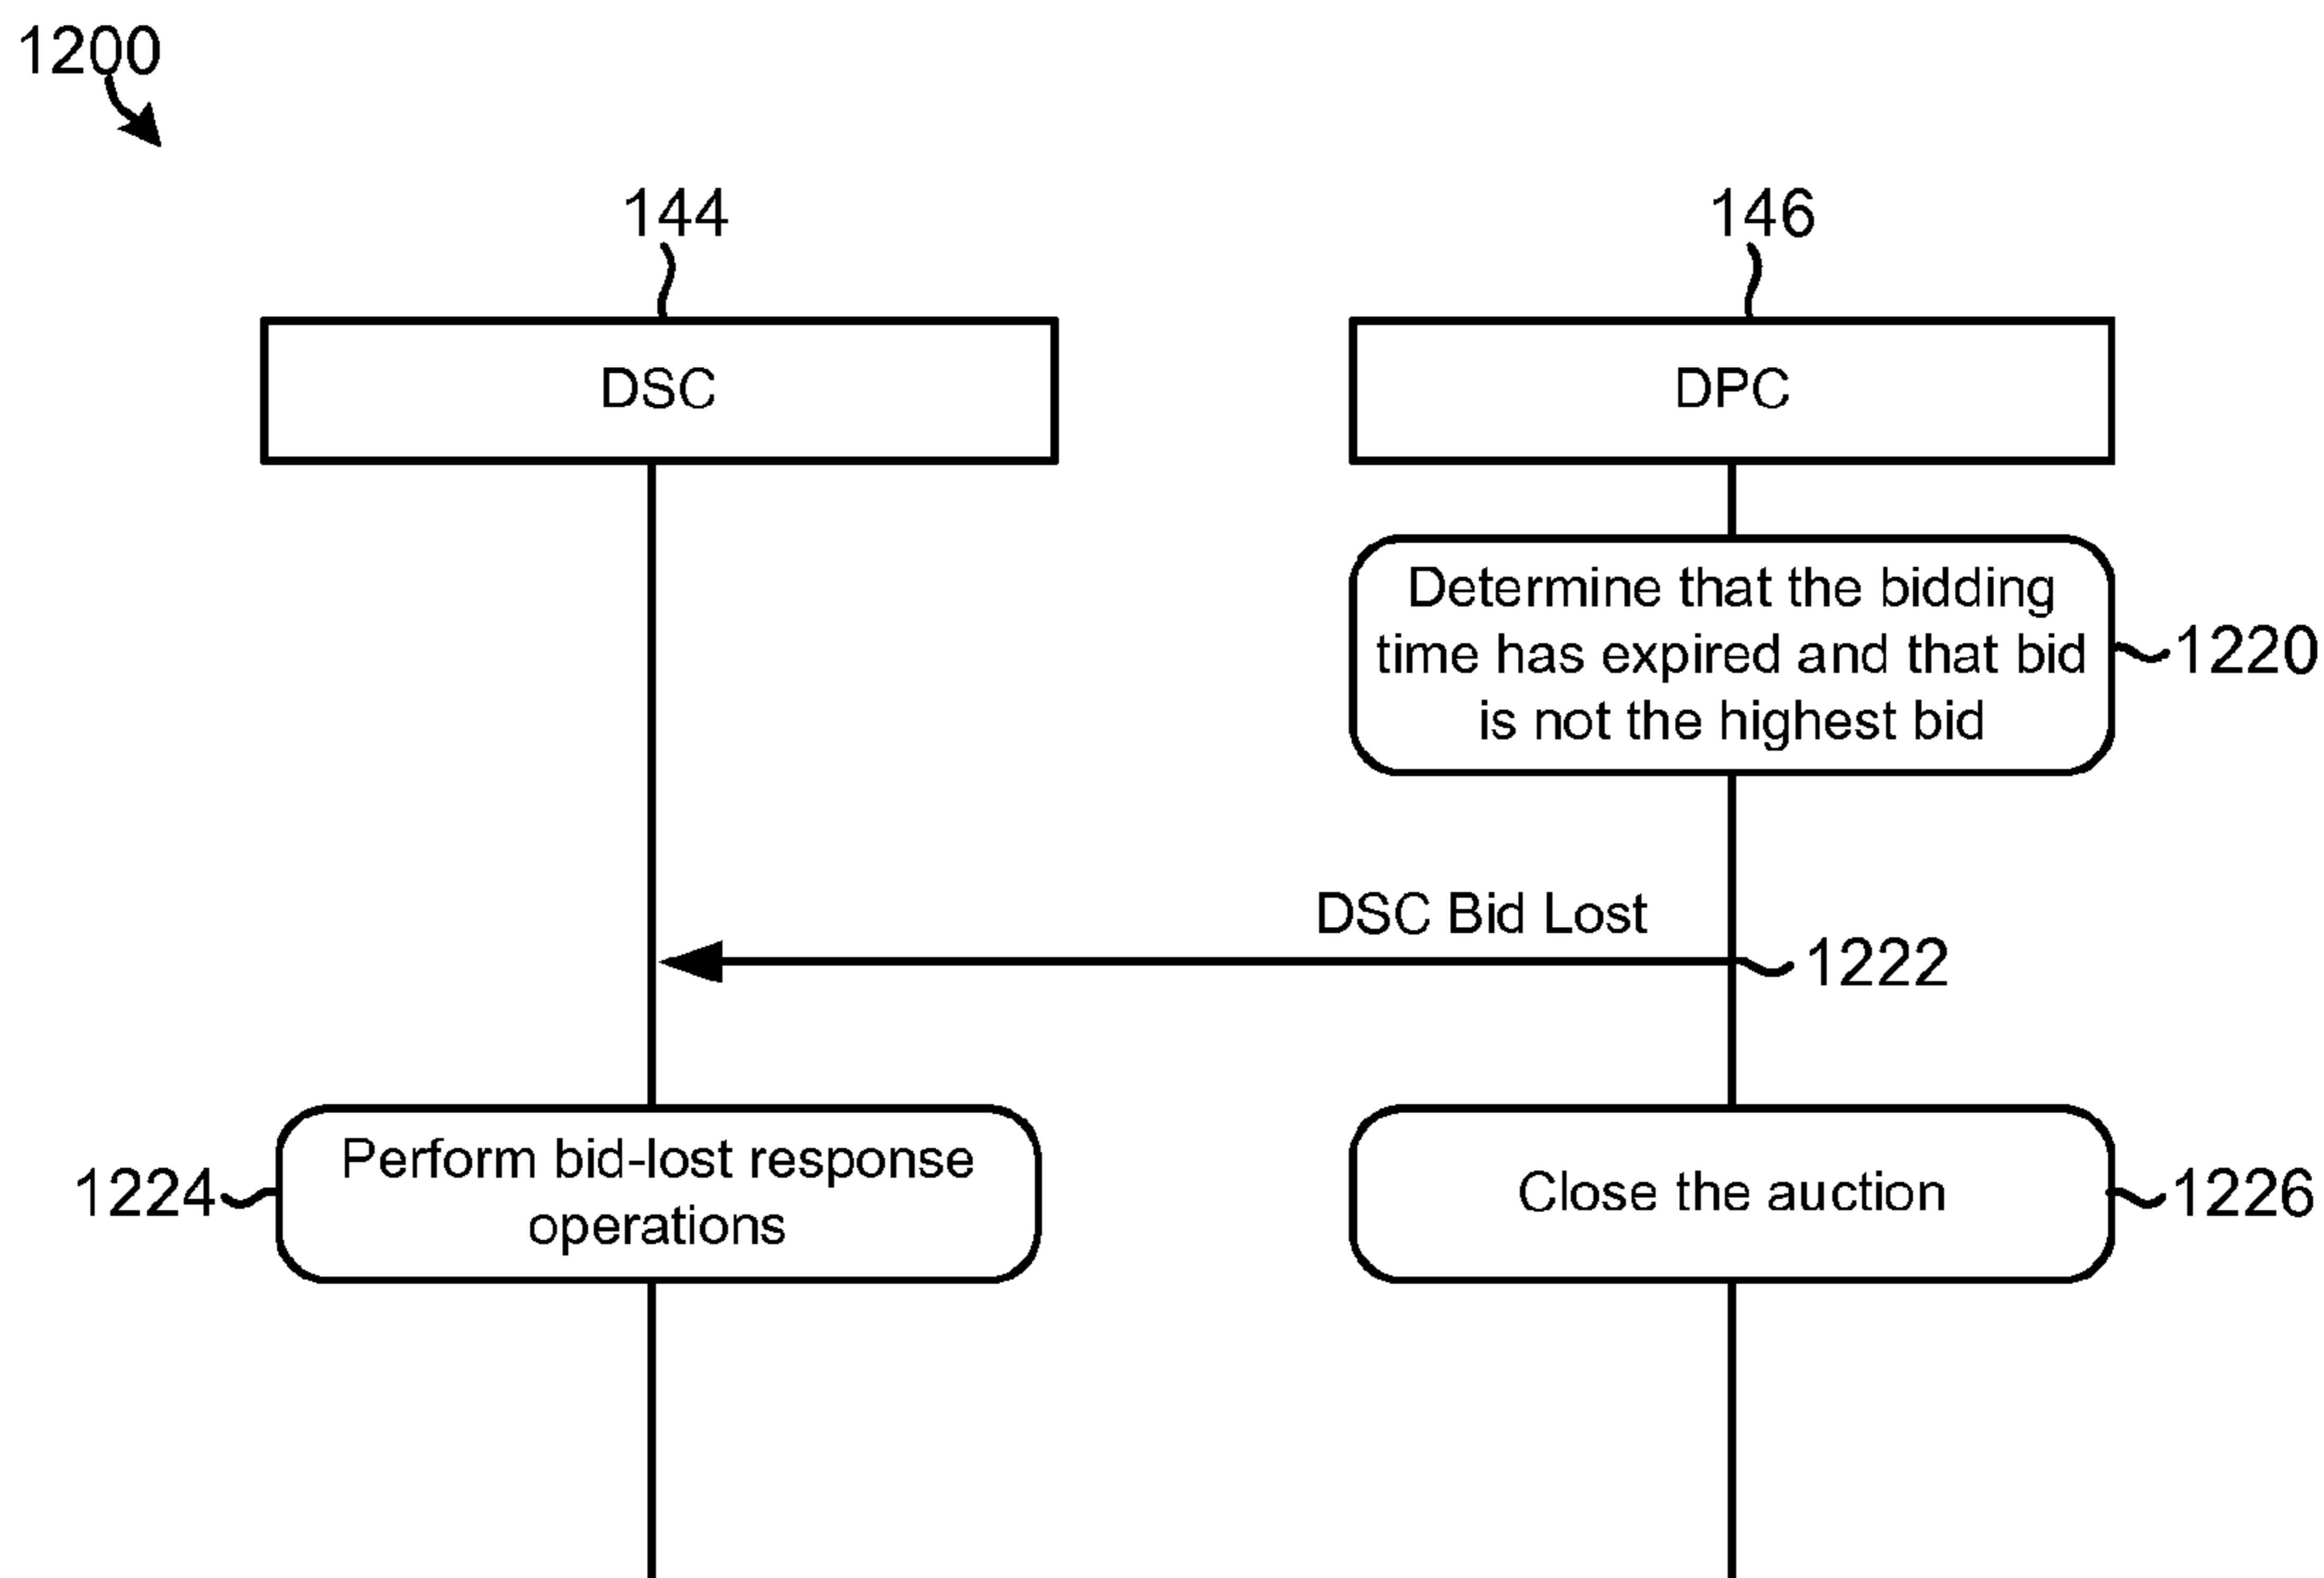 1200
144
146
DSC
DPC
Determine that the bidding
time has expired and that bid
is not the highest bid
1220
DSC Bid Lost
1222
Perform bid-lost response
operations
1224
Close the auction
1226